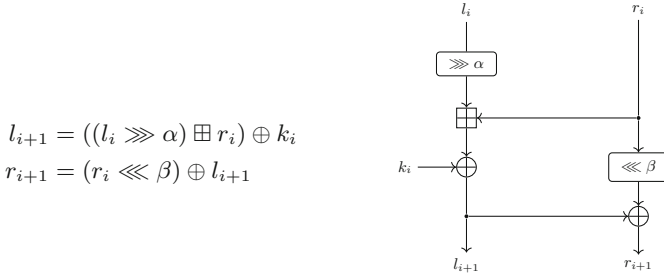 l_{i+1} = ((l_i ⋙ α) ⊞ r_i) ⊕ k_i
r_{i+1} = (r_i ⋘ β) ⊕ l_{i+1}
l_i
r_i
⋙ α
k_i
⋘ β
l_{i+1}
r_{i+1}